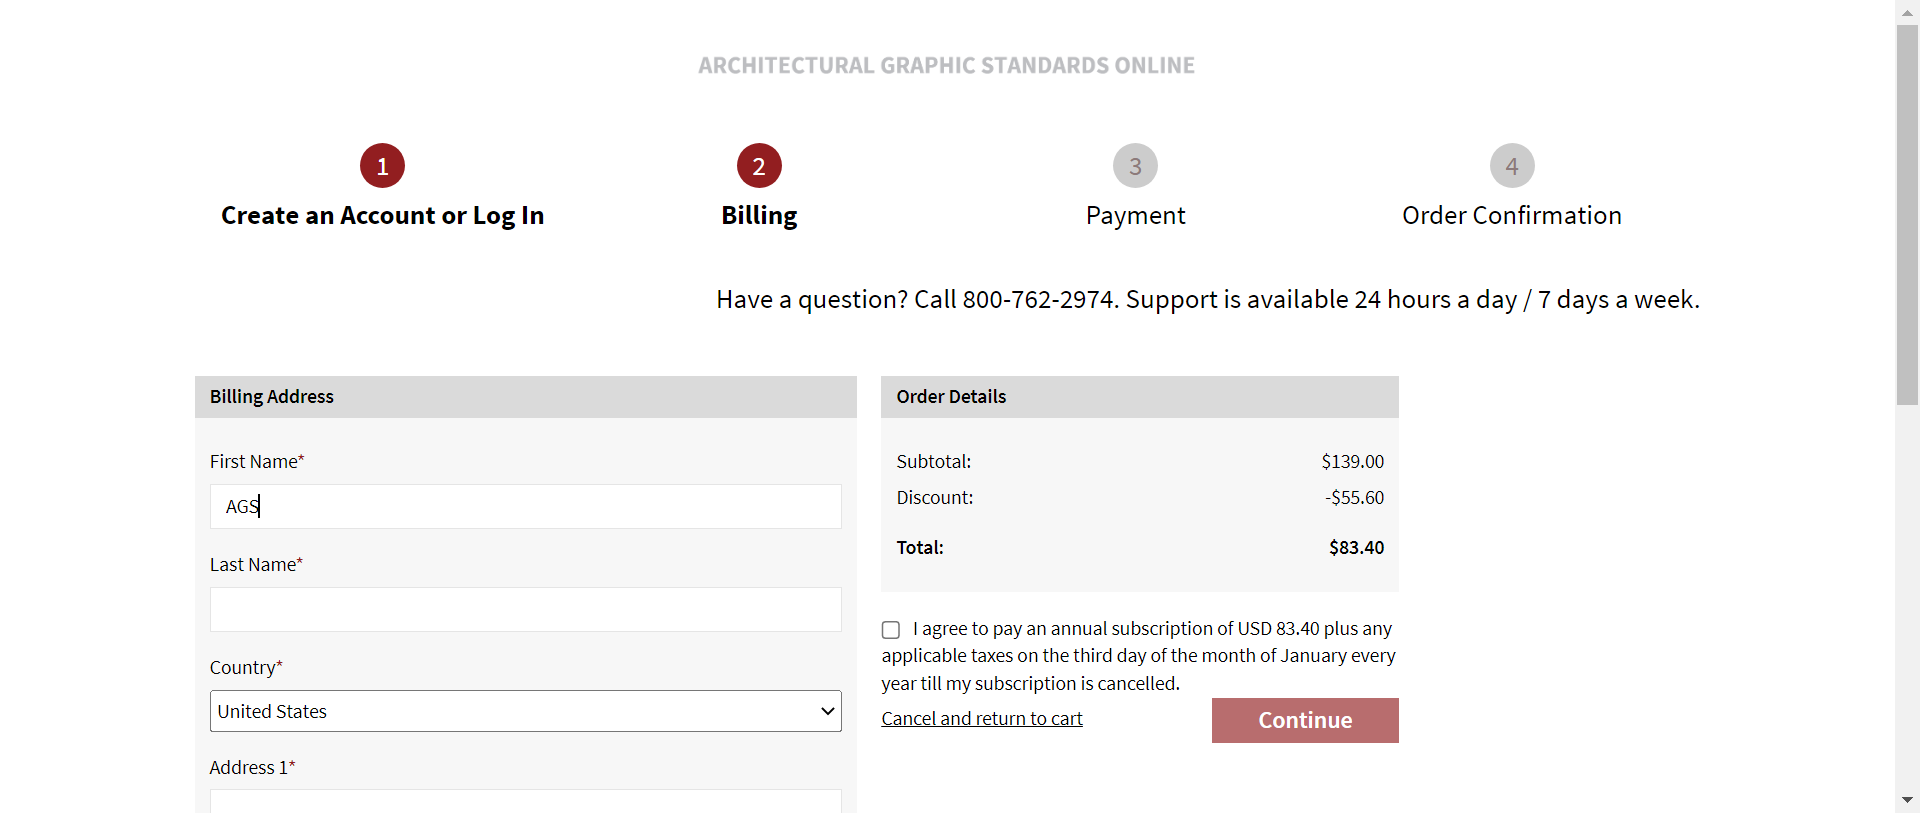 ARCHITECTURAL GRAPHIC STANDARDS ONLINE
1
2
3
4
Create an Account or Log In
Billing
Payment
Order Confirmation
Have a question? Call 800-762-2974. Support is available 24 hours a day / 7 days a week.
Billing Address
First Name*
AGS
Last Name*
Country*
United States
Address 1*
Order Details
Subtotal: $139.00
Discount: -$55.60
Total: $83.40
I agree to pay an annual subscription of USD 83.40 plus any
applicable taxes on the third day of the month of January every
year till my subscription is cancelled.
Cancel and return to cart
Continue